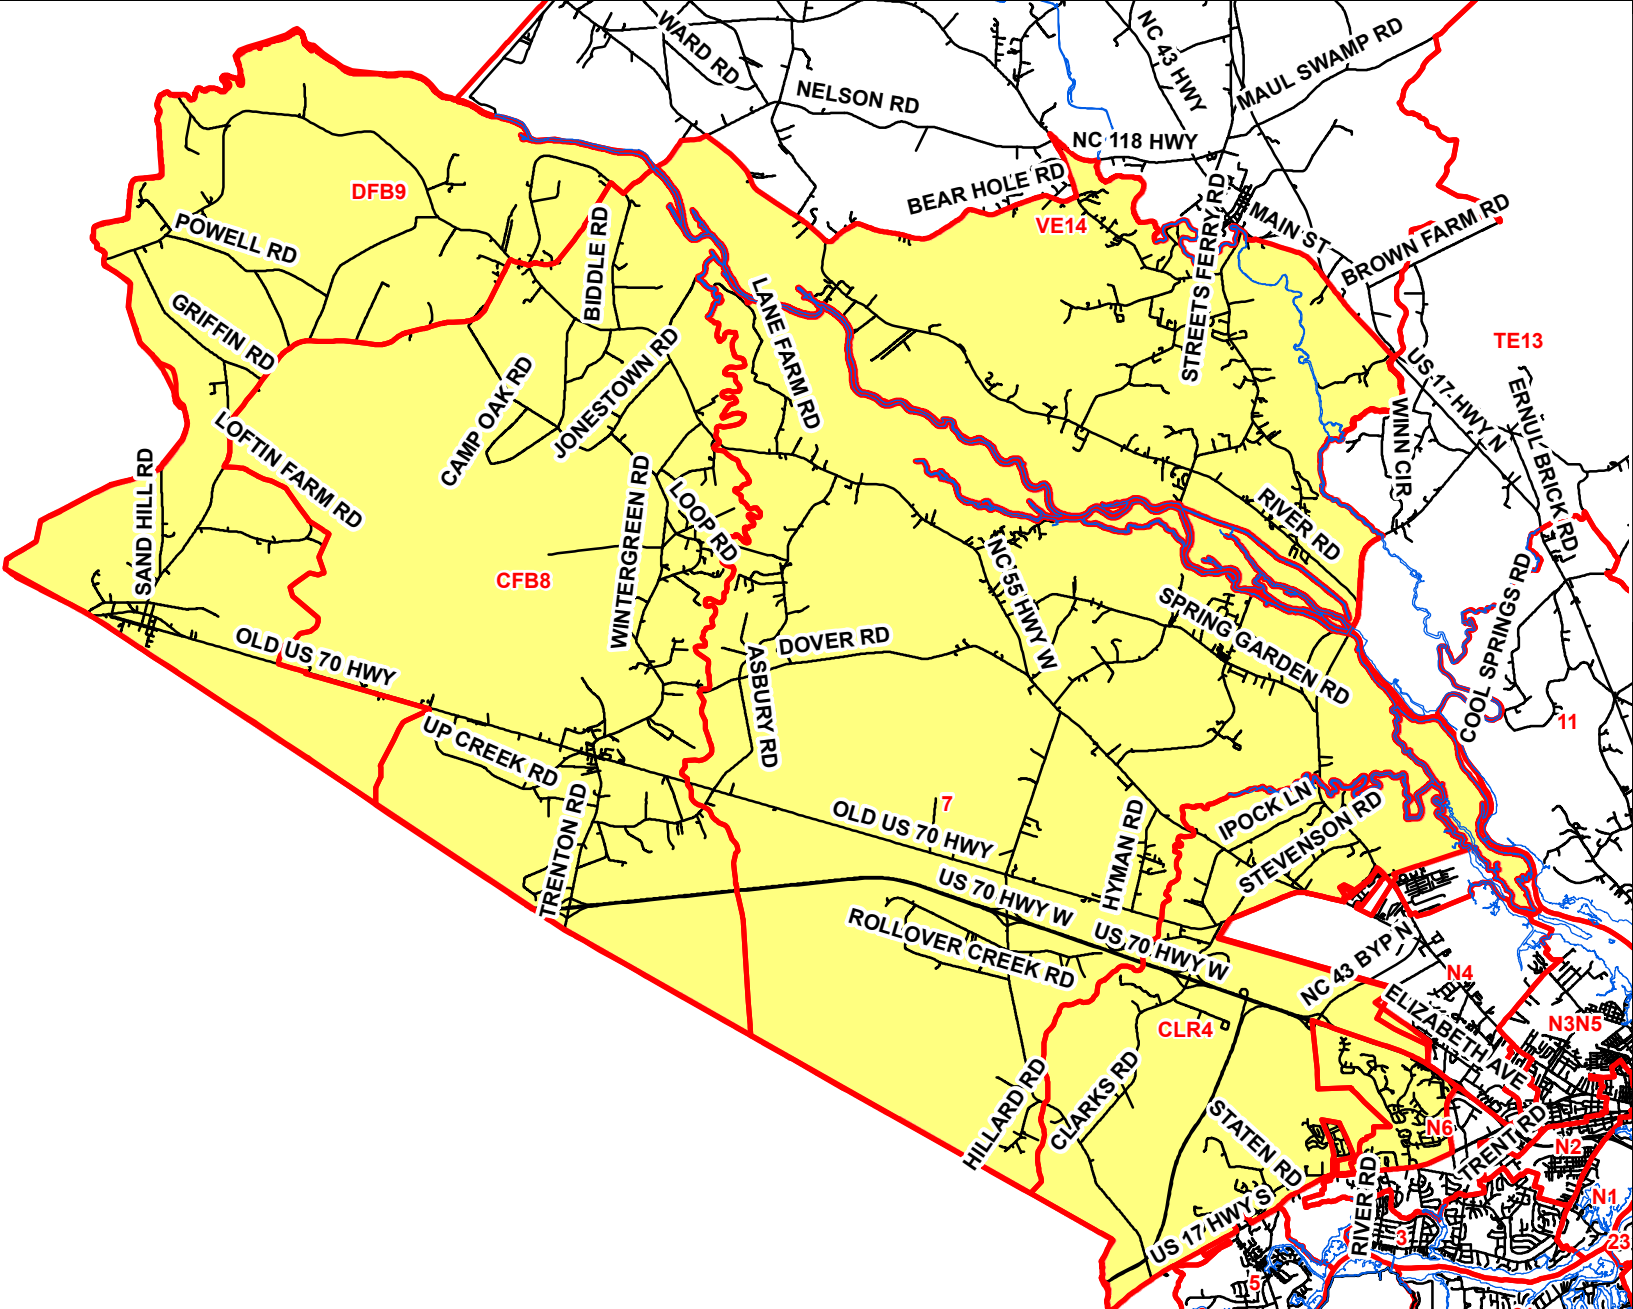 WARD RD
NC 43 HWY
MAUL SWAMP RD
NELSON RD
NC 118 HWY
BEAR HOLE RD
DFB9
VE14
STREETS FERRY RD
MAIN ST
BROWN FARM RD
POWELL RD
BIDDLE RD
GRIFFIN RD
LANE FARM RD
TE13
US 17 HWY N
JONESTOWN RD
CAMP OAK RD
ERNUL BRICK RD
WINN CIR
LOFTIN FARM RD
SAND HILL RD
WINTERGREEN RD
LOOP RD
RIVER RD
CFB8
NC 55 HWY W
SPRING GARDEN RD
COOL SPRINGS RD
DOVER RD
OLD US 70 HWY
ASBURY RD
11
UP CREEK RD
TRENTON RD
7
OLD US 70 HWY
IPOCK LN
STEVENSON RD
HYMAN RD
US 70 HWY W
US 70 HWY W
ROLLOVER CREEK RD
NC 43 BYP N
N4
ELIZABETH AVE
CLR4
N3N5
HILLARD RD
CLARKS RD
STATEN RD
N6
TRENT RD
N2
US 17 HWY S
RIVER RD
N1
3
23
5